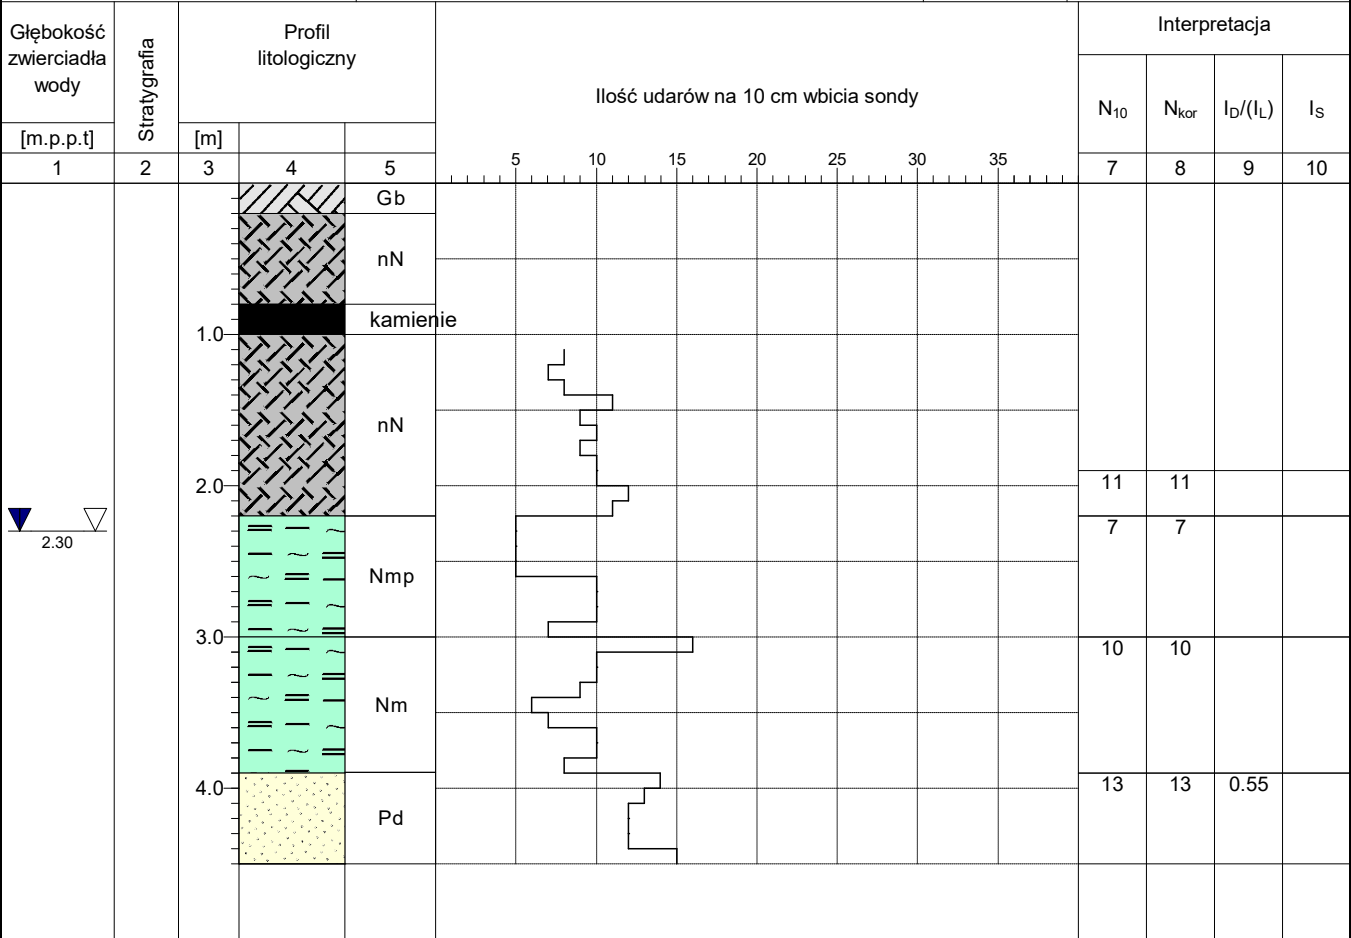 Głębokość
zwierciadła
wody
[m.p.p.t]
Stratygrafia
Profil
litologiczny
[m]
Ilość udarów na 10 cm wbicia sondy
Interpretacja
N10 Nkor ID/(IL) IS
5 10 15 20 25 30 35
1 2 3 4 5 7 8 9 10
Gb
nN
kamienie
1.0
nN
2.0 11 11
2.30
7 7
Nmp
3.0
10 10
Nm
4.0 13 13 0.55
Pd